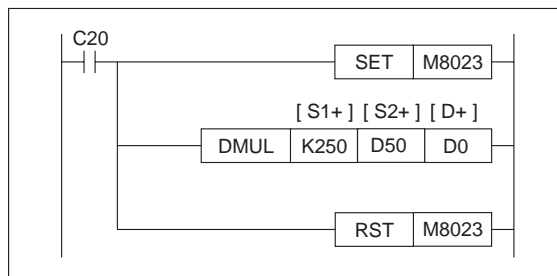 C20
SET M8023
[ S1+ ] [ S2+ ] [ D+ ]
DMUL K250 D50 D0
RST M8023